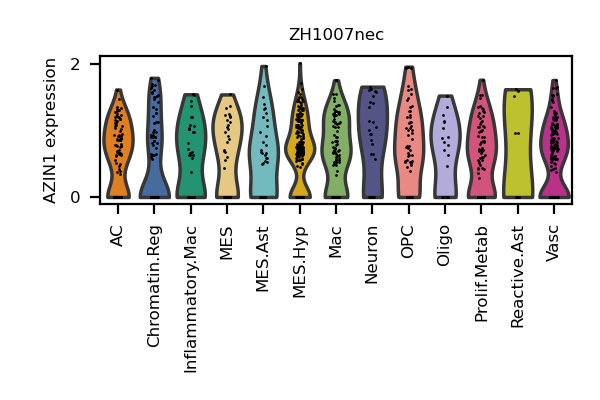 ZH1007nec
AZIN1 expression
2
0
AC
Chromatin.Reg
Inflammatory.Mac
MES
MES.Ast
MES.Hyp
Mac
Neuron
OPC
Oligo
Prolif.Metab
Reactive.Ast
Vasc